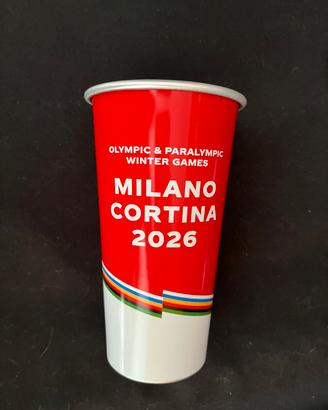 OLYMPIC & PARALYMPIC
WINTER GAMES
MILANO
CORTINA
2026